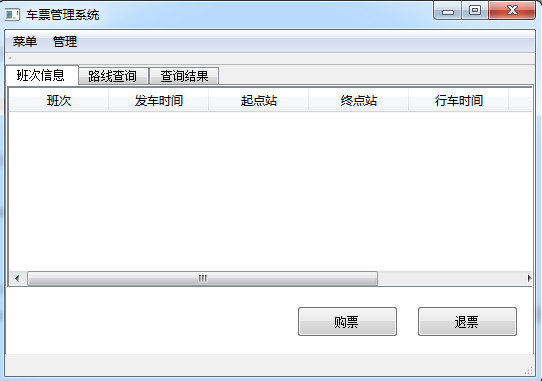 车票管理系统
菜单 管理
班次信息 路线查询 查询结果
班次 发车时间 起点站 终点站 行车时间
购票 退票